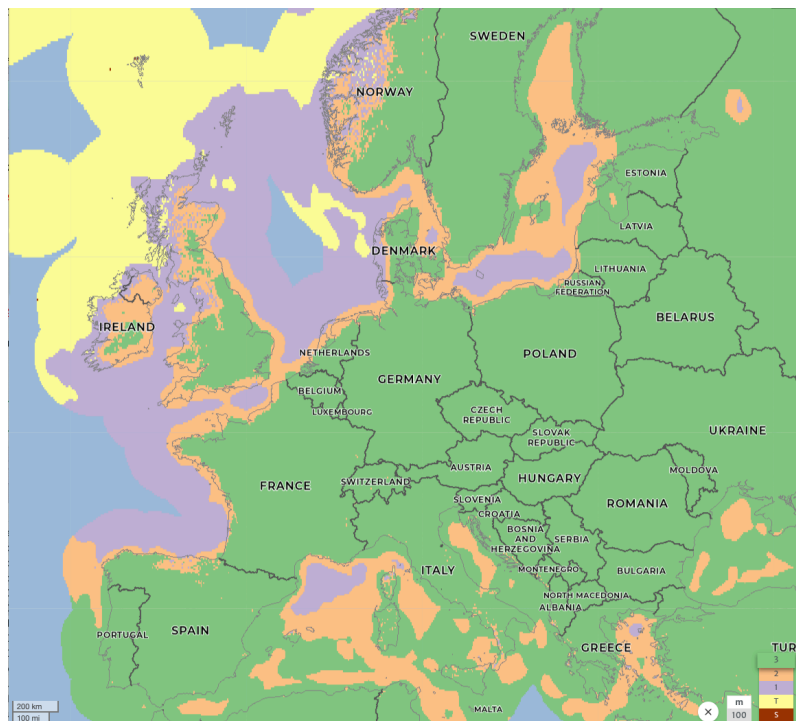 SWEDEN
NORWAY
ESTONIA
LATVIA
DENMARK
LITHUANIA
RUSSIAN
FEDERATION
BELARUS
IRELAND
NETHERLANDS
POLAND
GERMANY
BELGIUM
LUXEMBOURG
CZECH
REPUBLIC
UKRAINE
SLOVAK
REPUBLIC
AUSTRIA
MOLDOVA
FRANCE
SWITZERLAND
HUNGARY
SLOVENIA
ROMANIA
CROATIA
BOSNIA
AND
HERZEGOVINA
SERBIA
ITALY
MONTENEGRO
BULGARIA
NORTH MACEDONIA
ALBANIA
PORTUGAL
SPAIN
GREECE
TUR
3
2
1
T
S
m
100
MALTA
200 km
100 mi